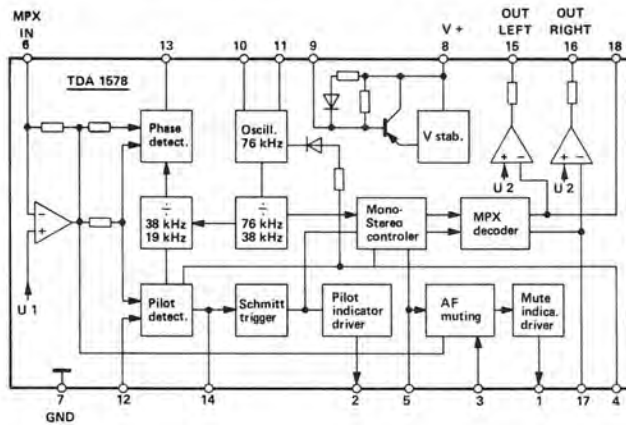 MPX IN
OUT LEFT
OUT RIGHT
V +
6
13
10
11
9
8
15
16
18
TDA 1578
Phase detect.
Oscill. 76 kHz
V stab.
+ −
+ −
U 2
U 2
−
+
÷
38 kHz
19 kHz
÷
76 kHz
38 kHz
Mono-
Stereo
controler
MPX
decoder
U 1
Pilot
detect.
Schmitt
trigger
Pilot
indicator
driver
AF
muting
Mute
indica.
driver
7
12
14
2
5
3
1
17
4
GND